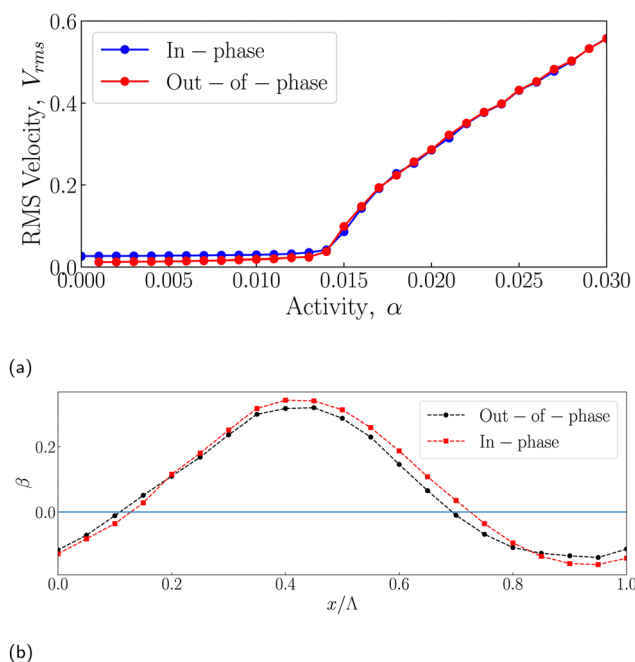 0.6
0.4
0.2
0.0
RMS Velocity, V_rms
In − phase
Out − of − phase
0.000 0.005 0.010 0.015 0.020 0.025 0.030
Activity, α
(a)
0.2
0.0
β
Out − of − phase
In − phase
0.0 0.2 0.4 0.6 0.8 1.0
x/Λ
(b)